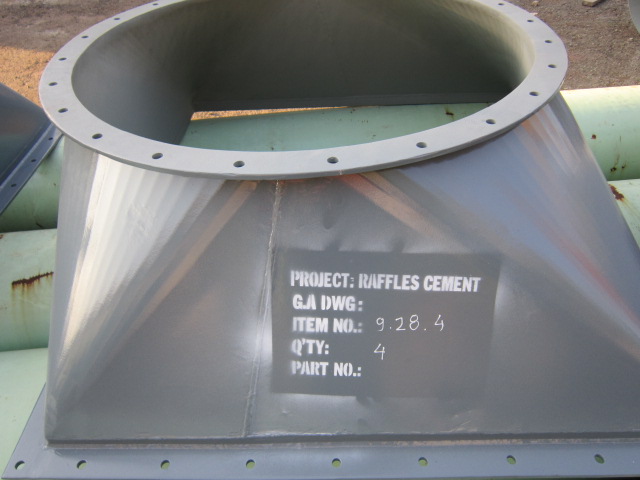 PROJECT: RAFFLES CEMENT
G.A DWG:
ITEM NO.: 9.28.4
Q'TY: 4
PART NO.: